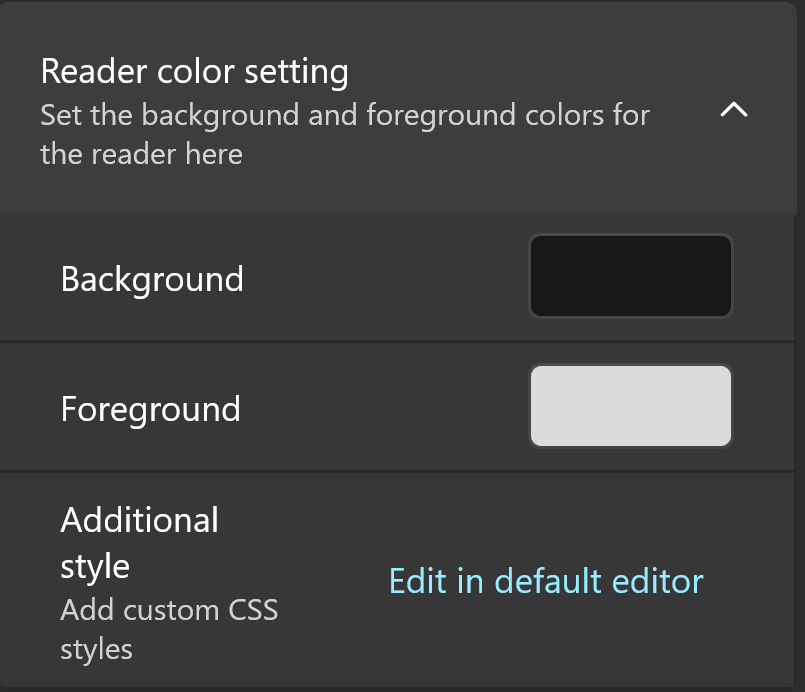 Reader color setting
Set the background and foreground colors for
the reader here
Background
Foreground
Additional
style
Add custom CSS
styles
Edit in default editor